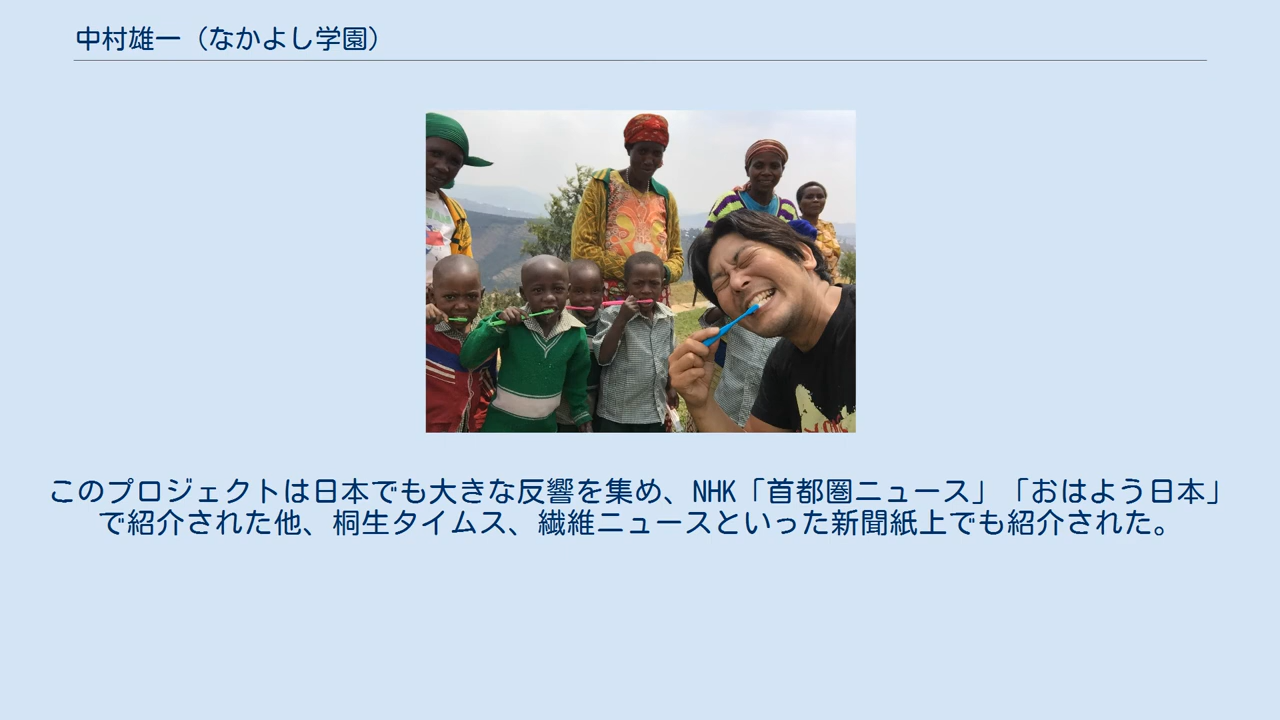 中村雄一（なかよし学園）
このプロジェクトは日本でも大きな反響を集め、NHK「首都圏ニュース」「おはよう日本」
で紹介された他、桐生タイムス、繊維ニュースといった新聞紙上でも紹介された。